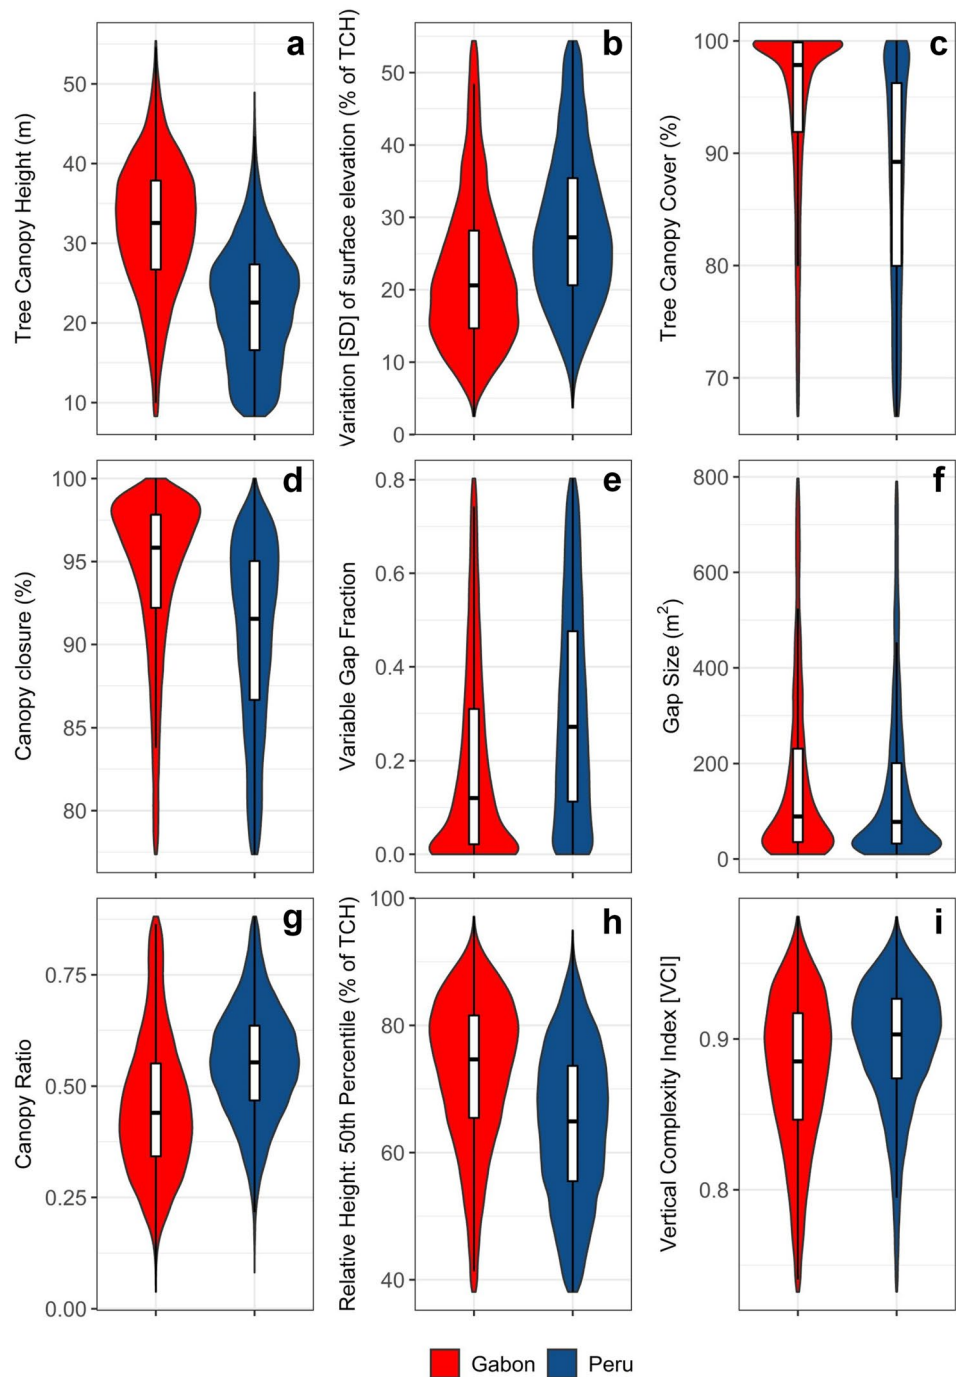 a
Tree Canopy Height (m)
50
40
30
20
10
b
Variation [SD] of surface elevation (% of TCH)
50
40
30
20
10
0
c
Tree Canopy Cover (%)
100
90
80
70
d
Canopy closure (%)
100
95
90
85
80
e
Variable Gap Fraction
0.8
0.6
0.4
0.2
0.0
f
Gap Size (m²)
800
600
400
200
0
g
Canopy Ratio
0.75
0.50
0.25
0.00
h
Relative Height: 50th Percentile (% of TCH)
100
80
60
40
i
Vertical Complexity Index [VCI]
0.9
0.8
Gabon Peru